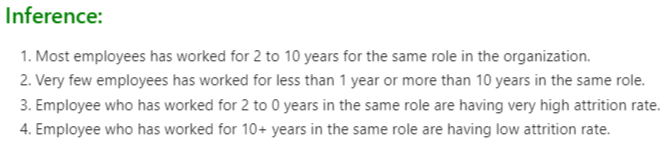 Inference:
1. Most employees has worked for 2 to 10 years for the same role in the organization.
2. Very few employees has worked for less than 1 year or more than 10 years in the same role.
3. Employee who has worked for 2 to 0 years in the same role are having very high attrition rate.
4. Employee who has worked for 10+ years in the same role are having low attrition rate.